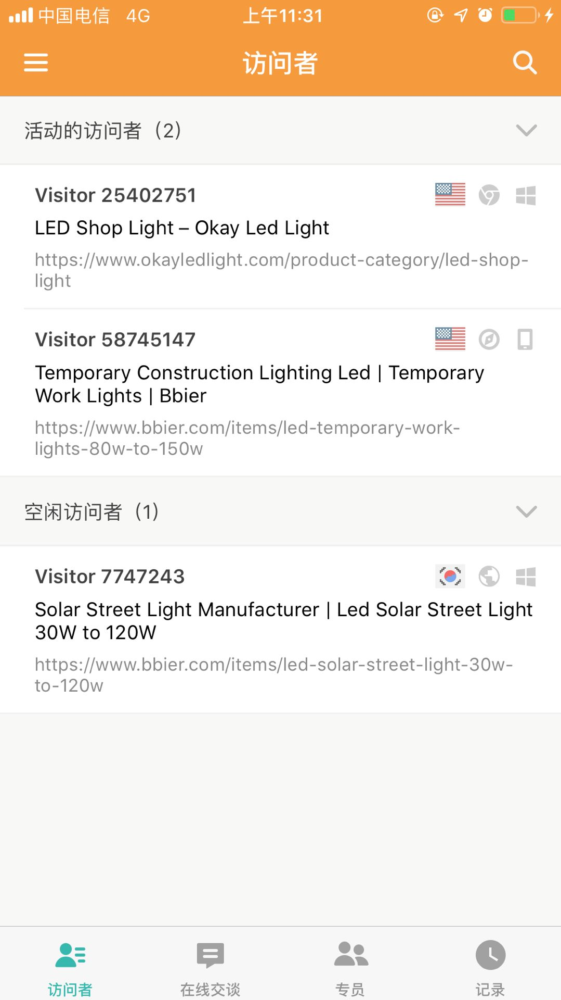 中国电信 4G 上午11:31
访问者
活动的访问者（2）
Visitor 25402751
LED Shop Light – Okay Led Light
https://www.okayledlight.com/product-category/led-shop-
light
Visitor 58745147
Temporary Construction Lighting Led | Temporary
Work Lights | Bbier
https://www.bbier.com/items/led-temporary-work-
lights-80w-to-150w
空闲访问者（1）
Visitor 7747243
Solar Street Light Manufacturer | Led Solar Street Light
30W to 120W
https://www.bbier.com/items/led-solar-street-light-30w-
to-120w
访问者 在线交谈 专员 记录